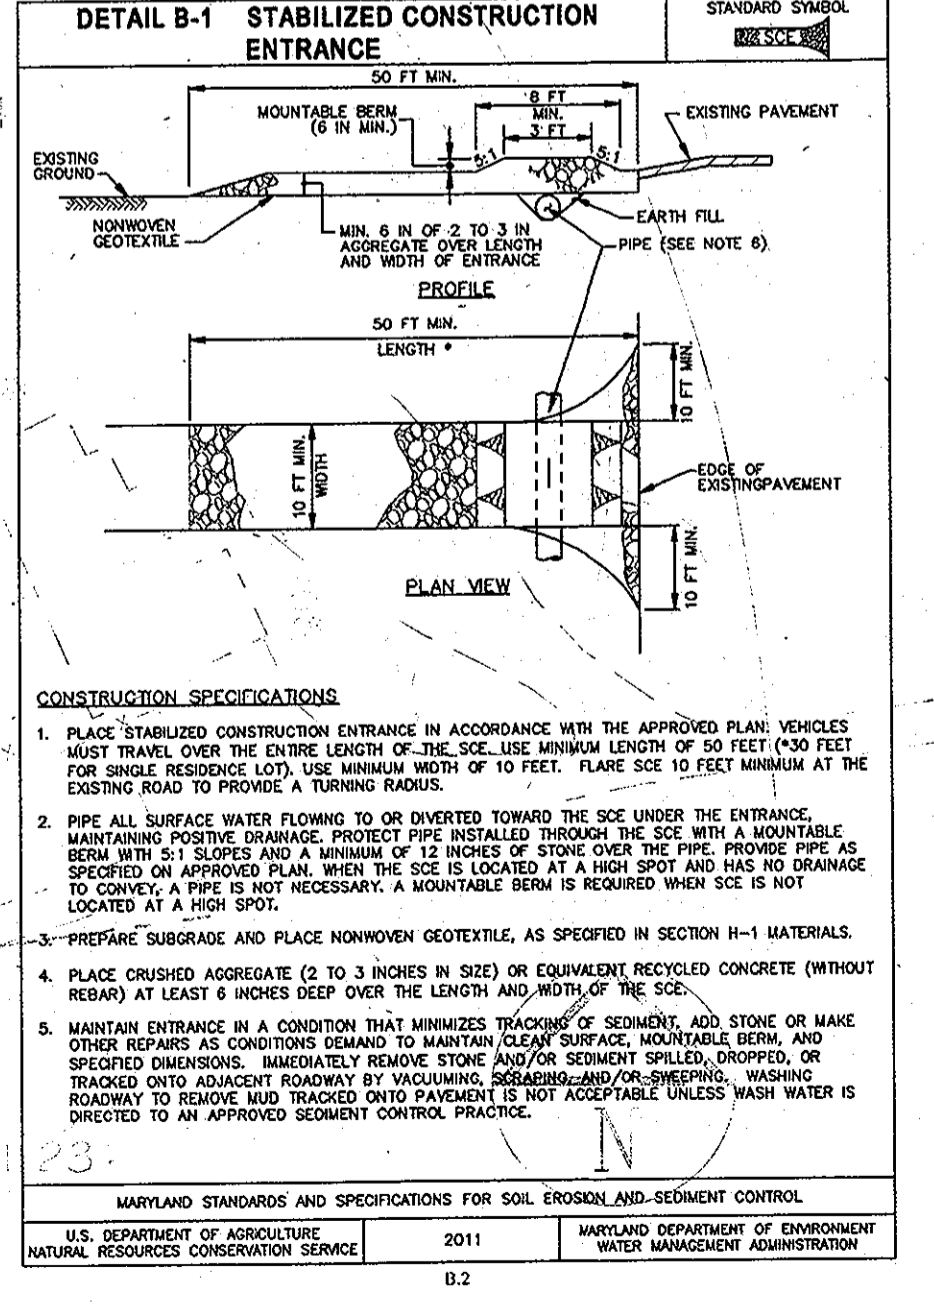 DETAIL B-1 STABILIZED CONSTRUCTION
ENTRANCE
STANDARD SYMBOL
SCE
50 FT MIN.
MOUNTABLE BERM
(6 IN MIN.)
8 FT
MIN.
3 FT
5:1
5:1
EXISTING PAVEMENT
EXISTING
GROUND
NONWOVEN
GEOTEXTILE
MIN. 6 IN OF 2 TO 3 IN
AGGREGATE OVER LENGTH
AND WIDTH OF ENTRANCE
EARTH FILL
PIPE (SEE NOTE 6)
PROFILE
50 FT MIN.
LENGTH *
10 FT MIN.
10 FT MIN.
WIDTH
EDGE OF
EXISTINGPAVEMENT
10 FT MIN.
PLAN VIEW
CONSTRUCTION SPECIFICATIONS
1. PLACE STABILIZED CONSTRUCTION ENTRANCE IN ACCORDANCE WITH THE APPROVED PLAN. VEHICLES
MUST TRAVEL OVER THE ENTIRE LENGTH OF THE SCE. USE MINIMUM LENGTH OF 50 FEET (*30 FEET
FOR SINGLE RESIDENCE LOT). USE MINIMUM WIDTH OF 10 FEET. FLARE SCE 10 FEET MINIMUM AT THE
EXISTING ROAD TO PROVIDE A TURNING RADIUS.
2. PIPE ALL SURFACE WATER FLOWING TO OR DIVERTED TOWARD THE SCE UNDER THE ENTRANCE,
MAINTAINING POSITIVE DRAINAGE. PROTECT PIPE INSTALLED THROUGH THE SCE WITH A MOUNTABLE
BERM WITH 5:1 SLOPES AND A MINIMUM OF 12 INCHES OF STONE OVER THE PIPE. PROVIDE PIPE AS
SPECIFIED ON APPROVED PLAN. WHEN THE SCE IS LOCATED AT A HIGH SPOT AND HAS NO DRAINAGE
TO CONVEY, A PIPE IS NOT NECESSARY. A MOUNTABLE BERM IS REQUIRED WHEN SCE IS NOT
LOCATED AT A HIGH SPOT.
3. PREPARE SUBGRADE AND PLACE NONWOVEN GEOTEXTILE, AS SPECIFIED IN SECTION H-1 MATERIALS.
4. PLACE CRUSHED AGGREGATE (2 TO 3 INCHES IN SIZE) OR EQUIVALENT RECYCLED CONCRETE (WITHOUT
REBAR) AT LEAST 6 INCHES DEEP OVER THE LENGTH AND WIDTH OF THE SCE.
5. MAINTAIN ENTRANCE IN A CONDITION THAT MINIMIZES TRACKING OF SEDIMENT. ADD STONE OR MAKE
OTHER REPAIRS AS CONDITIONS DEMAND TO MAINTAIN CLEAN SURFACE, MOUNTABLE BERM, AND
SPECIFIED DIMENSIONS. IMMEDIATELY REMOVE STONE AND/OR SEDIMENT SPILLED, DROPPED, OR
TRACKED ONTO ADJACENT ROADWAY BY VACUUMING, SCRAPING, AND/OR SWEEPING. WASHING
ROADWAY TO REMOVE MUD TRACKED ONTO PAVEMENT IS NOT ACCEPTABLE UNLESS WASH WATER IS
DIRECTED TO AN APPROVED SEDIMENT CONTROL PRACTICE.
23.
N
MARYLAND STANDARDS AND SPECIFICATIONS FOR SOIL EROSION AND SEDIMENT CONTROL
U.S. DEPARTMENT OF AGRICULTURE
NATURAL RESOURCES CONSERVATION SERVICE
2011
MARYLAND DEPARTMENT OF ENVIRONMENT
WATER MANAGEMENT ADMINISTRATION
B.2